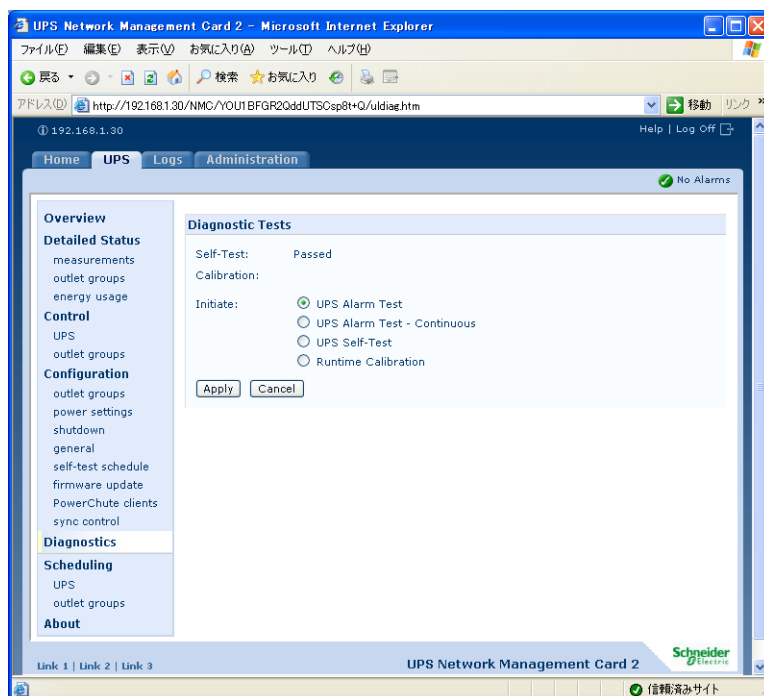 UPS Network Management Card 2 - Microsoft Internet Explorer
ファイル(F) 編集(E) 表示(V) お気に入り(A) ツール(T) ヘルプ(H)
戻る 検索 お気に入り
アドレス(D) http://192.168.1.30/NMC/YOU1BFGR2QddUTSCsp8t+Q/uldiag.htm 移動 リンク »
192.168.1.30 Help | Log Off
Home UPS Logs Administration
No Alarms
Overview
Detailed Status
measurements
outlet groups
energy usage
Control
UPS
outlet groups
Configuration
outlet groups
power settings
shutdown
general
self-test schedule
firmware update
PowerChute clients
sync control
Diagnostics
Scheduling
UPS
outlet groups
About
Diagnostic Tests
Self-Test: Passed
Calibration:
Initiate: UPS Alarm Test
UPS Alarm Test - Continuous
UPS Self-Test
Runtime Calibration
Apply Cancel
Link 1 | Link 2 | Link 3
UPS Network Management Card 2
Schneider
Electric
信頼済みサイト